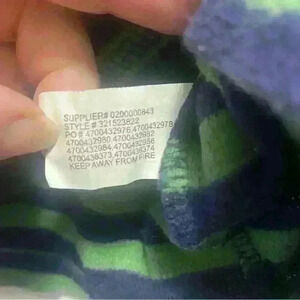 SUPPLIER# 0200000843
STYLE # 321523822
PO # 4700432976,4700432978
4700432980,4700432982
4700432984,4700432986
4700438373,4700438374
KEEP AWAY FROM FIRE